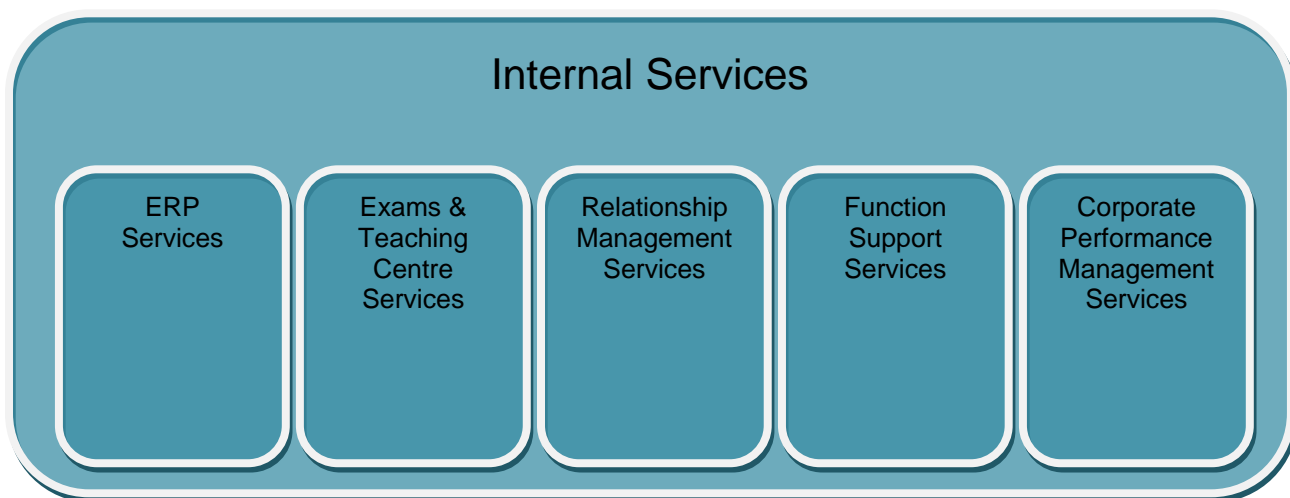 Internal Services
ERP
Services
Exams &
Teaching
Centre
Services
Relationship
Management
Services
Function
Support
Services
Corporate
Performance
Management
Services